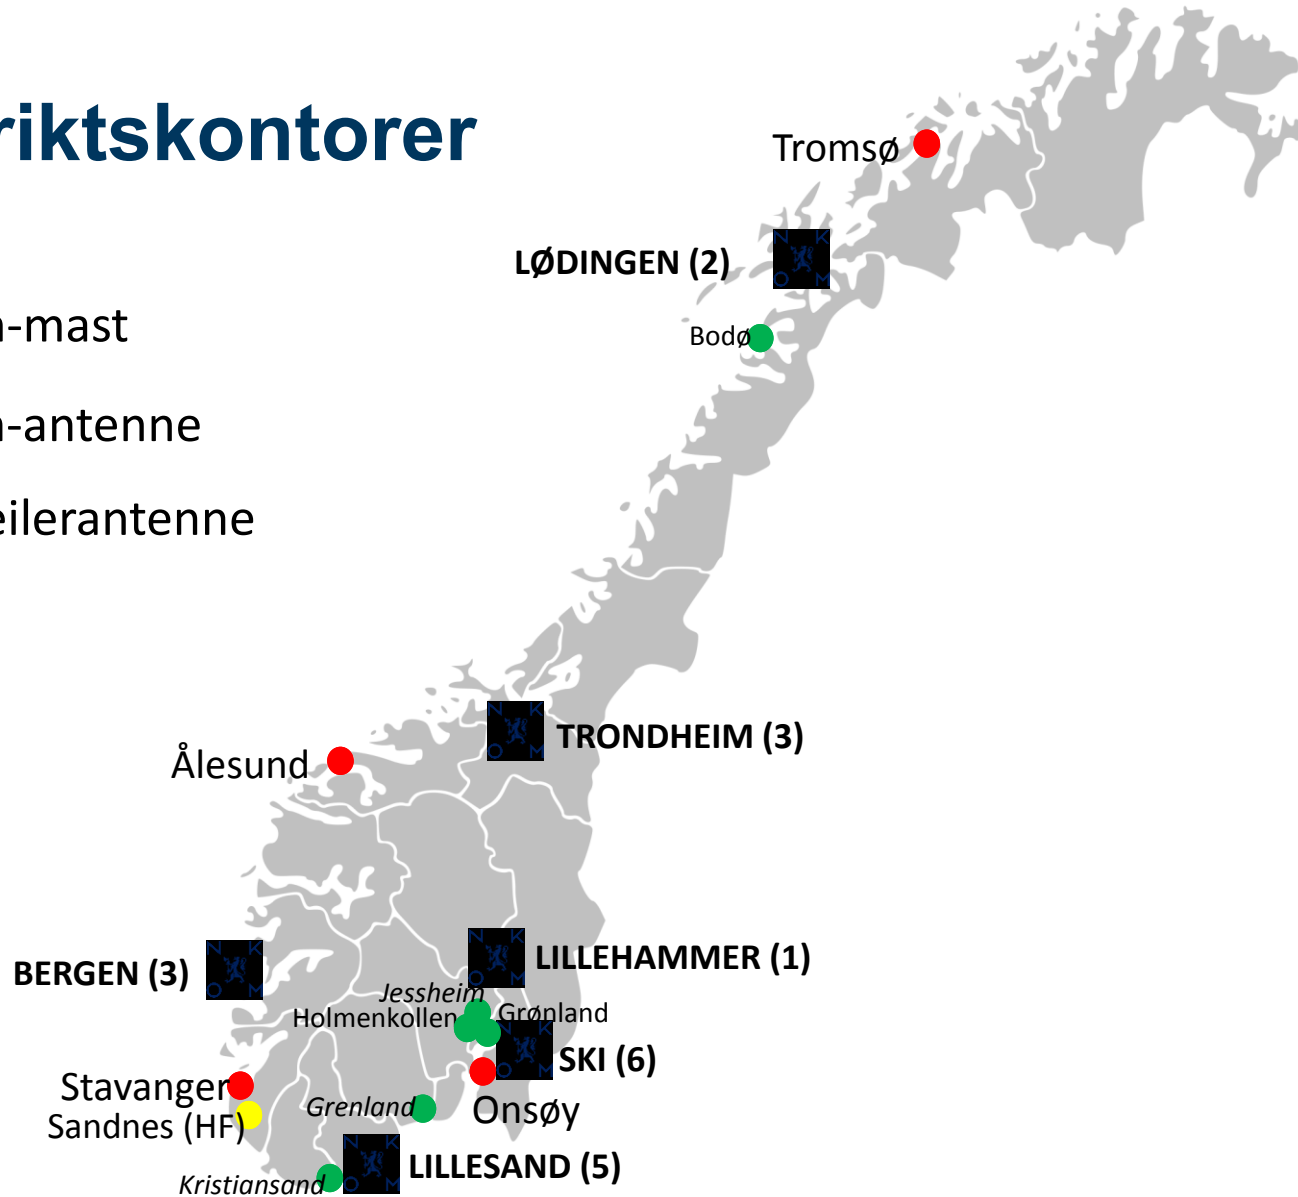 riktskontorer
Tromsø
LØDINGEN (2)
-mast
Bodø
-antenne
eilerantenne
TRONDHEIM (3)
Ålesund
LILLEHAMMER (1)
BERGEN (3)
Jessheim
Holmenkollen
Grønland
SKI (6)
Stavanger
Sandnes (HF)
Grenland
Onsøy
LILLESAND (5)
Kristiansand
N K
O M
N K
O M
N K
O M
N K
O M
N K
O M
N K
O M